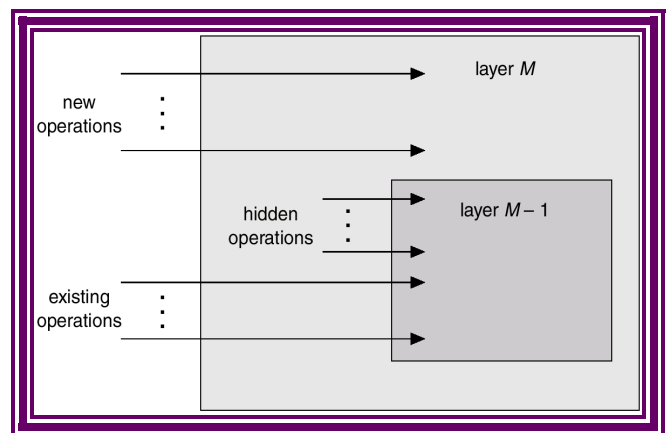 layer M
new
operations
layer M – 1
hidden
operations
existing
operations